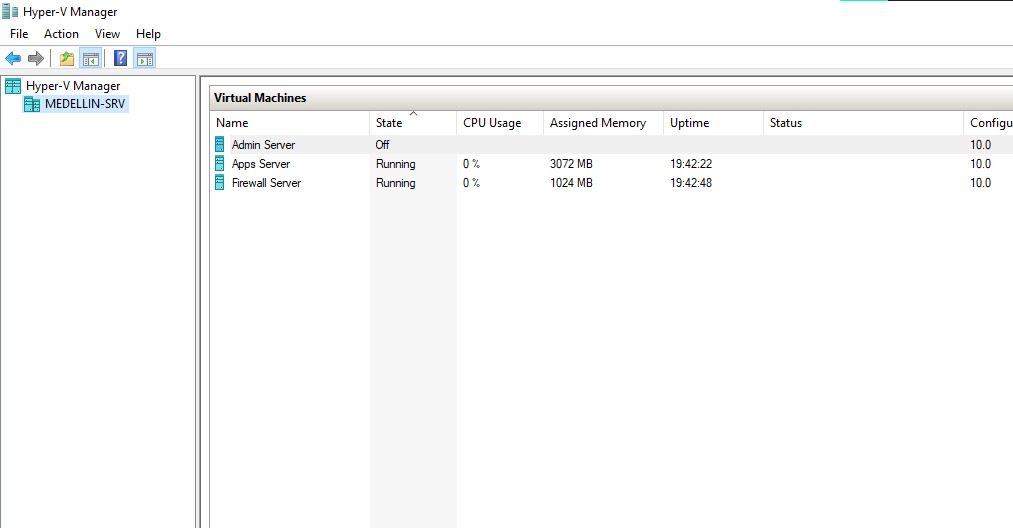 Hyper-V Manager
File Action View Help
Hyper-V Manager
MEDELLIN-SRV
Virtual Machines
Name State CPU Usage Assigned Memory Uptime Status Configu
Admin Server Off 10.0
Apps Server Running 0 % 3072 MB 19:42:22 10.0
Firewall Server Running 0 % 1024 MB 19:42:48 10.0